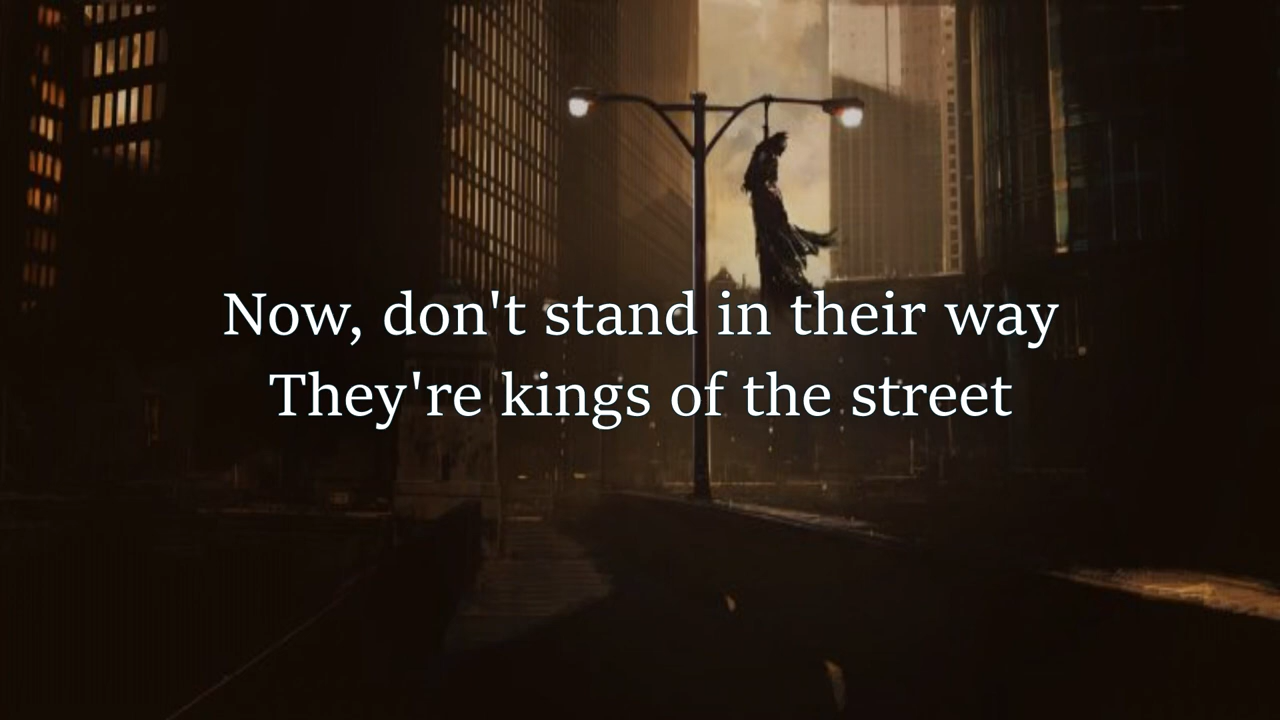 Now, don't stand in their way
They're kings of the street